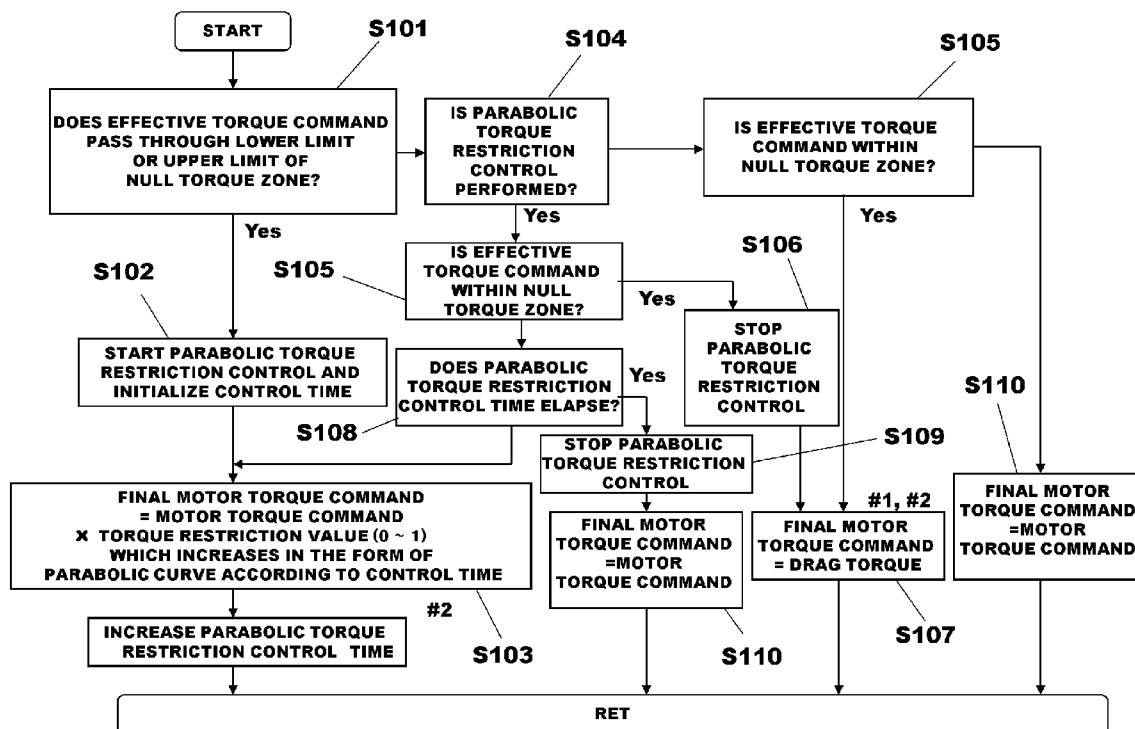 START
S101
S104
S105
DOES EFFECTIVE TORQUE COMMAND
PASS THROUGH LOWER LIMIT
OR UPPER LIMIT OF
NULL TORQUE ZONE?
IS PARABOLIC
TORQUE
RESTRICTION
CONTROL
PERFORMED?
IS EFFECTIVE TORQUE
COMMAND WITHIN
NULL TORQUE ZONE?
Yes
Yes
Yes
S102
S105
IS EFFECTIVE
TORQUE COMMAND
WITHIN NULL
TORQUE ZONE?
Yes
S106
START PARABOLIC TORQUE
RESTRICTION CONTROL AND
INITIALIZE CONTROL TIME
DOES PARABOLIC
TORQUE RESTRICTION
CONTROL TIME ELAPSE?
Yes
STOP
PARABOLIC
TORQUE
RESTRICTION
CONTROL
S108
STOP PARABOLIC
TORQUE RESTRICTION
CONTROL
S109
S110
FINAL MOTOR TORQUE COMMAND
= MOTOR TORQUE COMMAND
X TORQUE RESTRICTION VALUE (0 ~ 1)
WHICH INCREASES IN THE FORM OF
PARABOLIC CURVE ACCORDING TO CONTROL TIME
FINAL MOTOR
TORQUE COMMAND
=MOTOR
TORQUE COMMAND
#1, #2
FINAL MOTOR
TORQUE COMMAND
= DRAG TORQUE
FINAL MOTOR
TORQUE COMMAND
=MOTOR
TORQUE COMMAND
#2
INCREASE PARABOLIC TORQUE
RESTRICTION CONTROL TIME
S103
S110
S107
RET